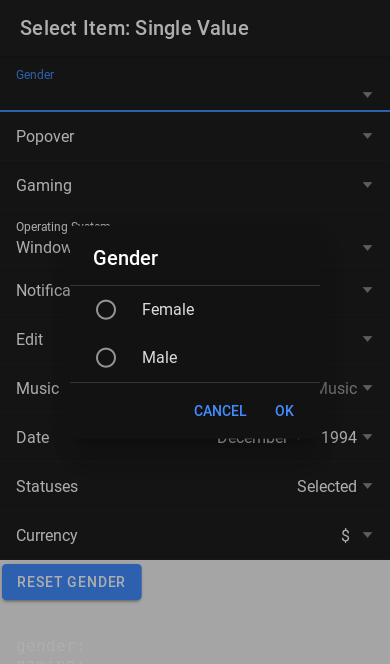 Select Item: Single Value
Gender
Popover
Gaming
Operating System
Window
Gender
Notifica
Female
Edit
Male
Music
Music
CANCEL OK
Date December 1994
Statuses Selected
Currency $
RESET GENDER
gender:
gaming: